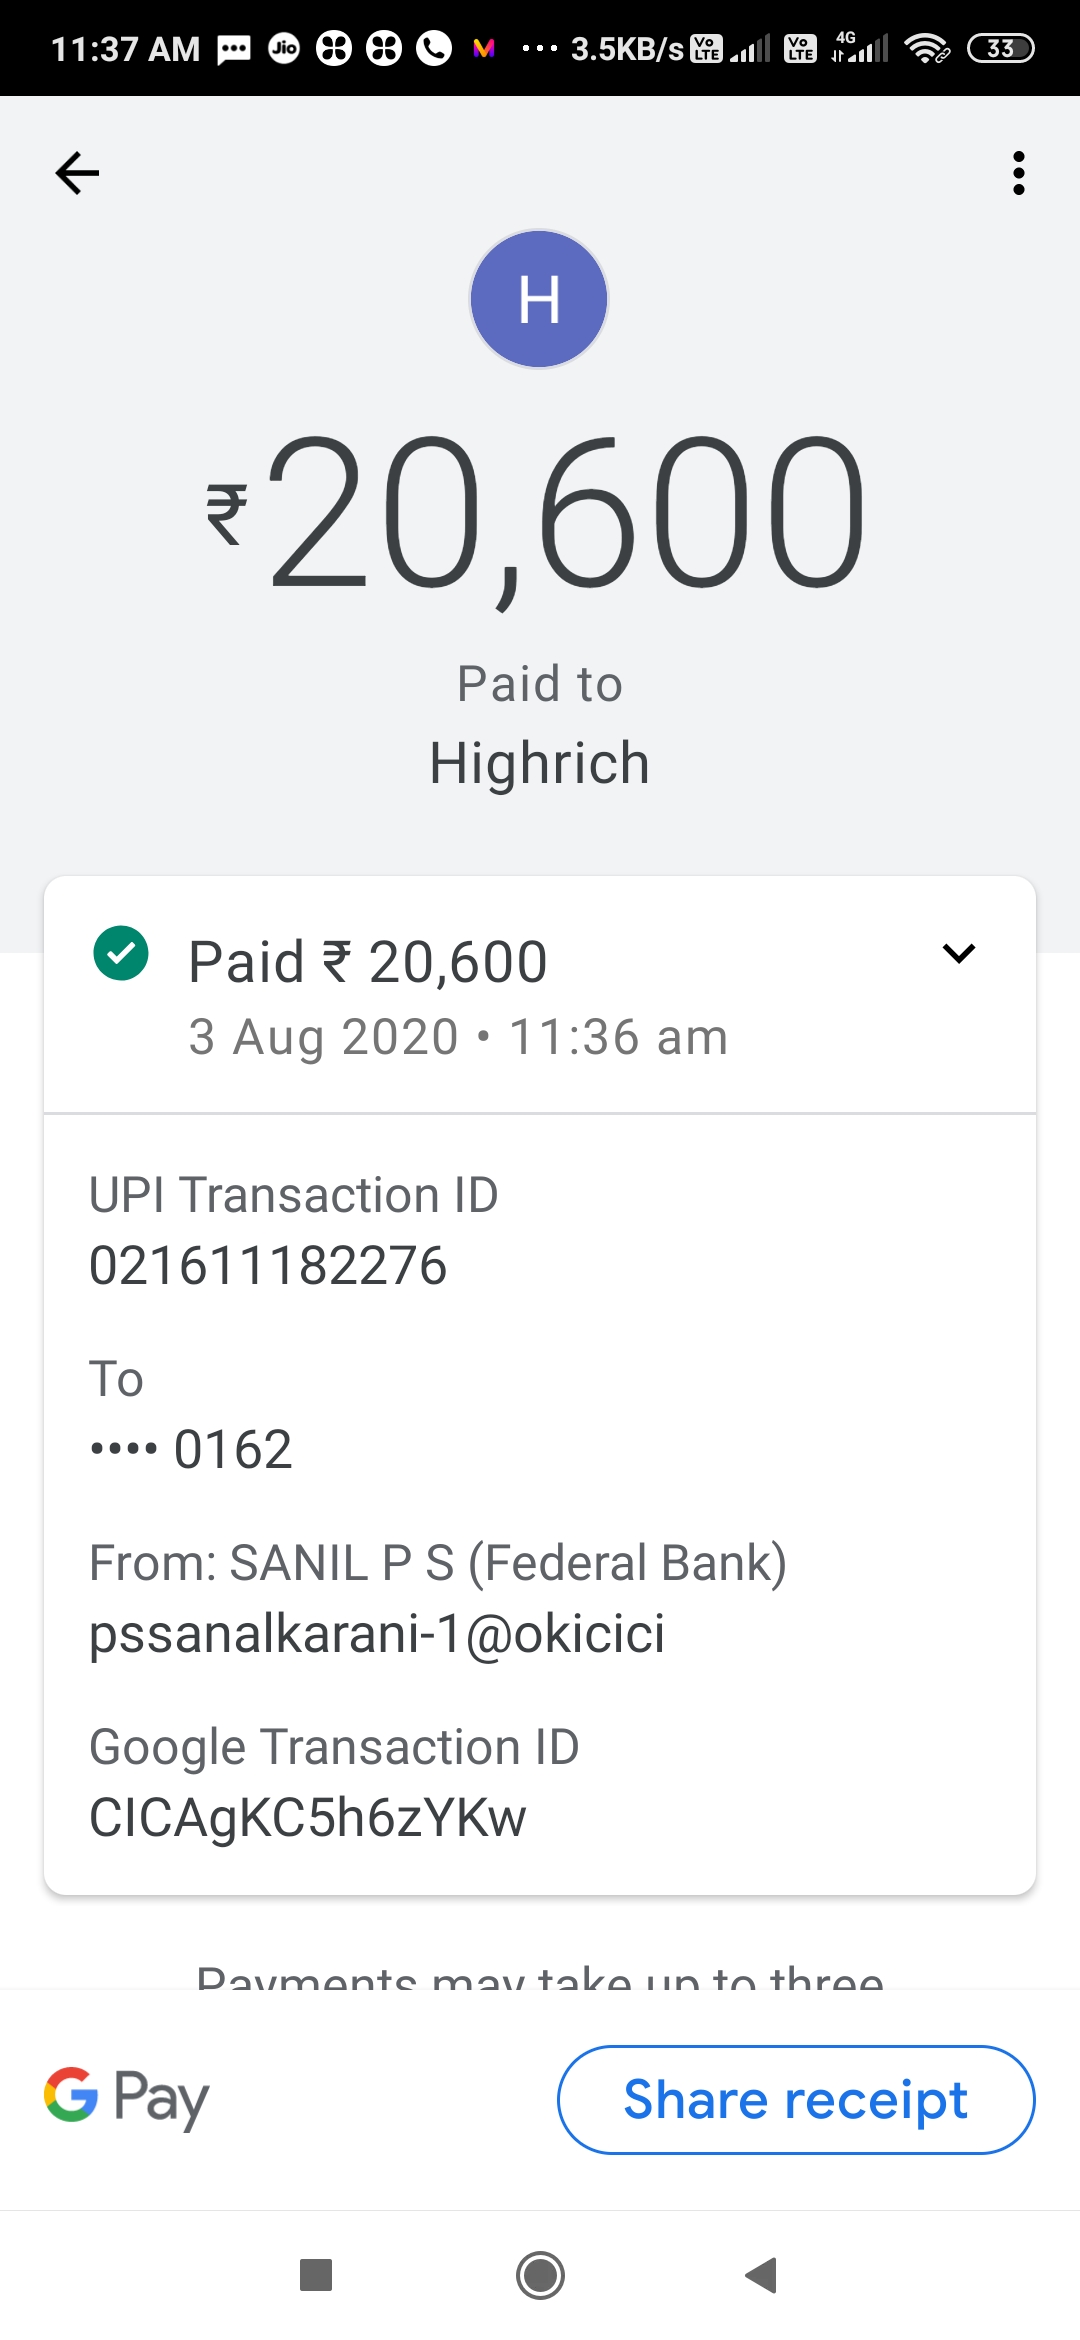 11:37 AM Jio ... 3.5KB/s Vo LTE Vo LTE 4G 33
H
₹20,600
Paid to
Highrich
Paid ₹ 20,600
3 Aug 2020 • 11:36 am
UPI Transaction ID
021611182276
To
•••• 0162
From: SANIL P S (Federal Bank)
pssanalkarani-1@okicici
Google Transaction ID
CICAgKC5h6zYKw
Payments may take up to three
G Pay
Share receipt